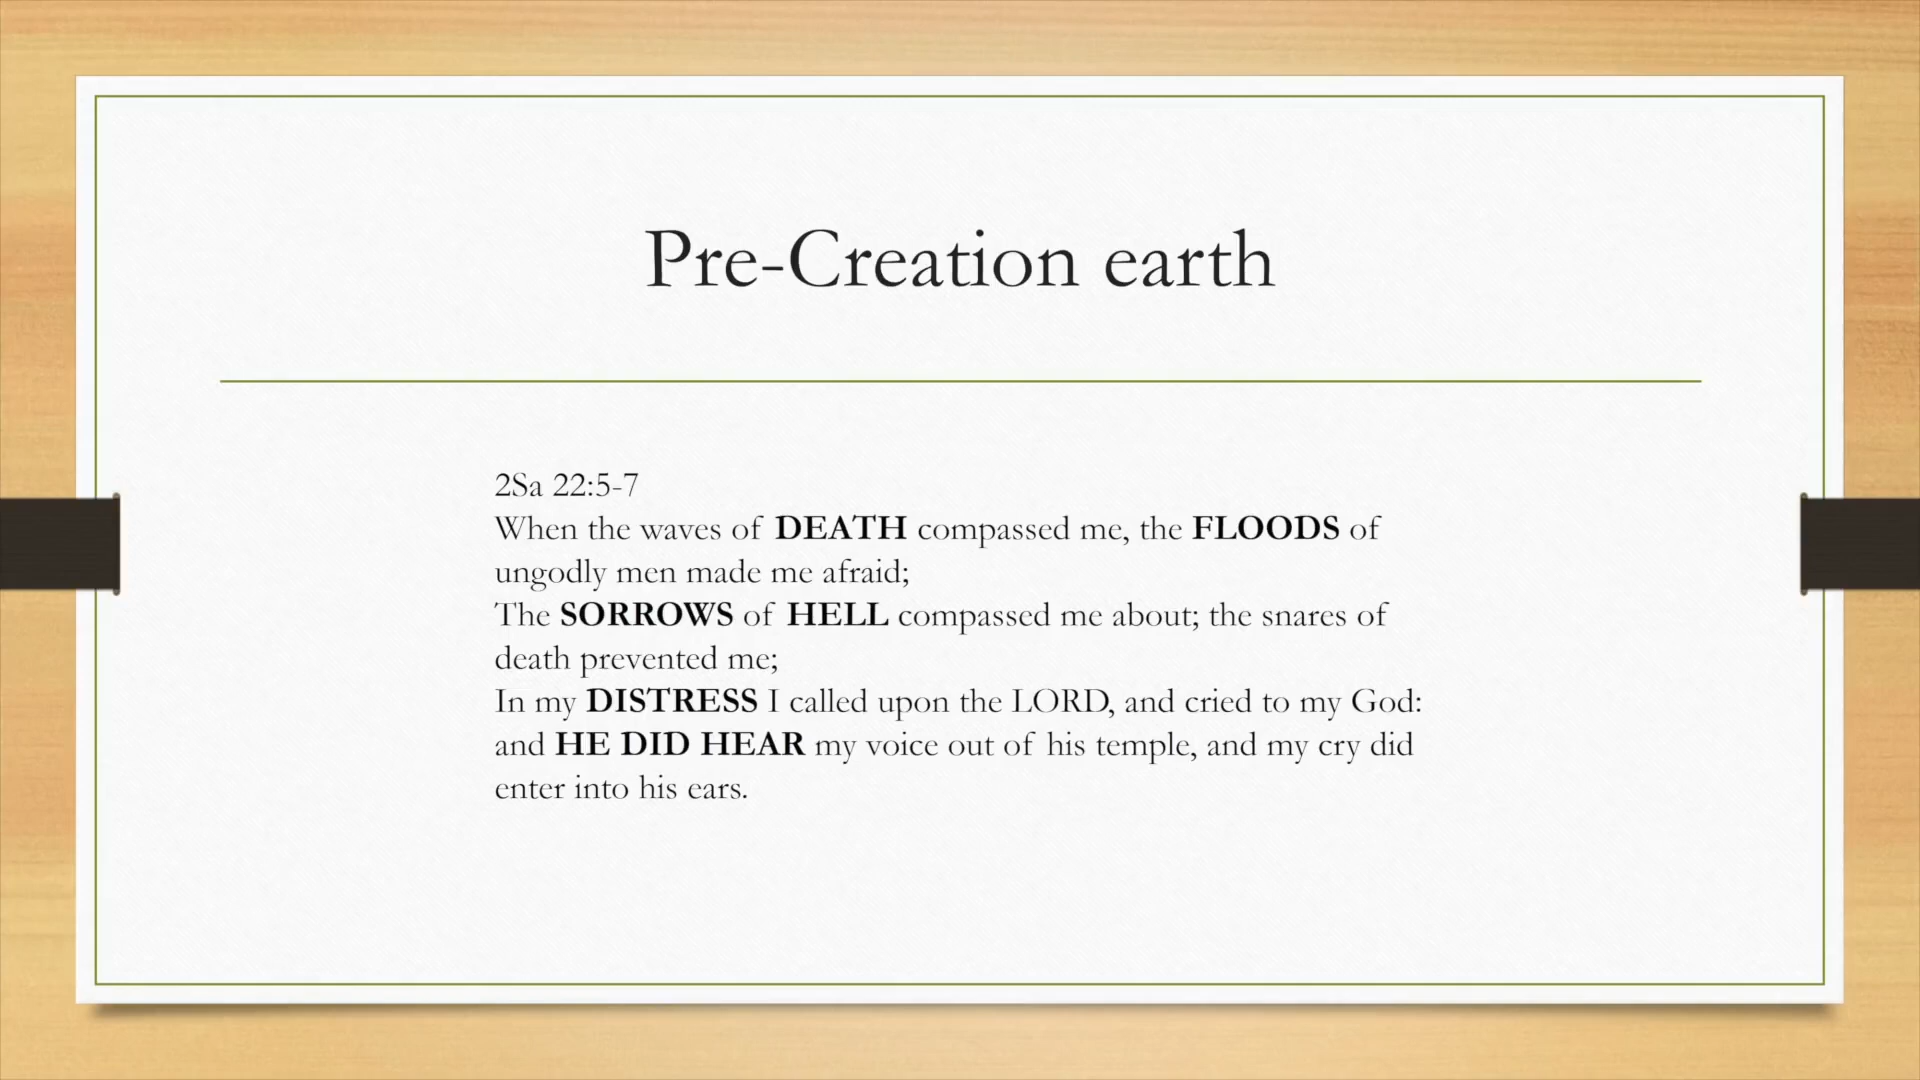 Pre-Creation earth
2Sa 22:5-7
When the waves of DEATH compassed me, the FLOODS of
ungodly men made me afraid;
The SORROWS of HELL compassed me about; the snares of
death prevented me;
In my DISTRESS I called upon the LORD, and cried to my God:
and HE DID HEAR my voice out of his temple, and my cry did
enter into his ears.